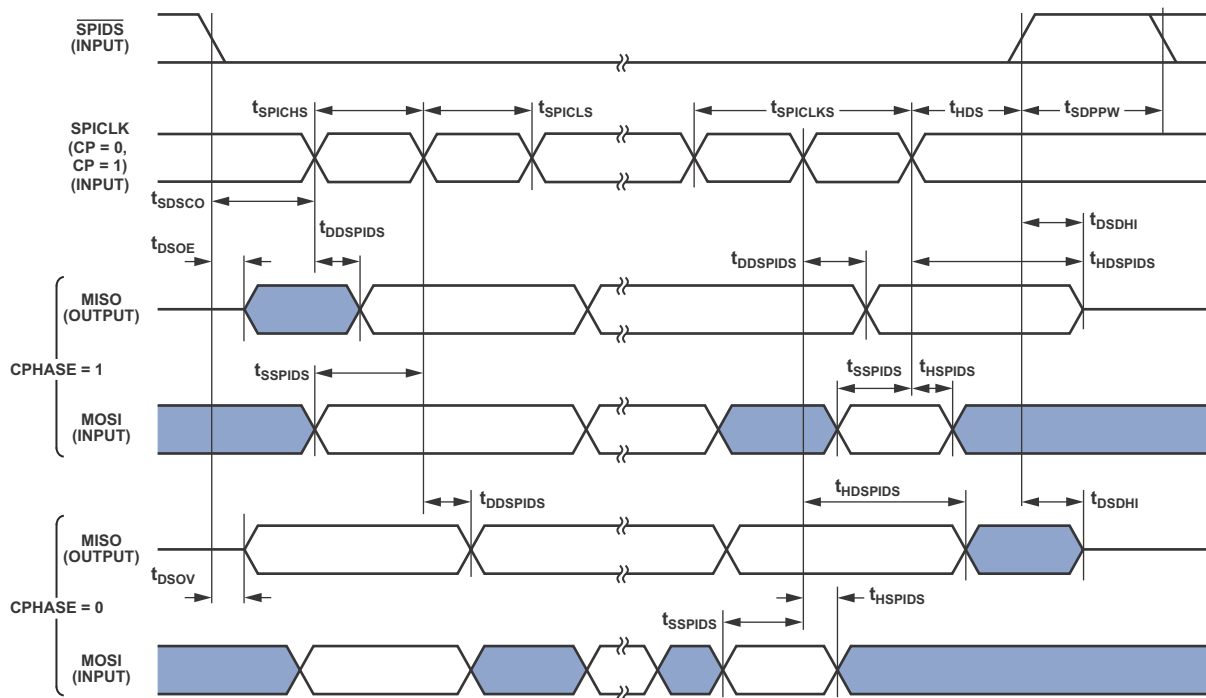 SPIDS
(INPUT)
tSPICHS
tSPICLS
tSPICLKS
tHDS
tSDPPW
SPICLK
(CP = 0,
CP = 1)
(INPUT)
tSDSCO
tDSOE
tDDSPIDS
tDDSPIDS
tDSDHI
tHDSPIDS
MISO
(OUTPUT)
CPHASE = 1
tSSPIDS
tSSPIDS
tHSPIDS
MOSI
(INPUT)
tDDSPIDS
tHDSPIDS
tDSDHI
MISO
(OUTPUT)
tDSOV
CPHASE = 0
tHSPIDS
tSSPIDS
MOSI
(INPUT)